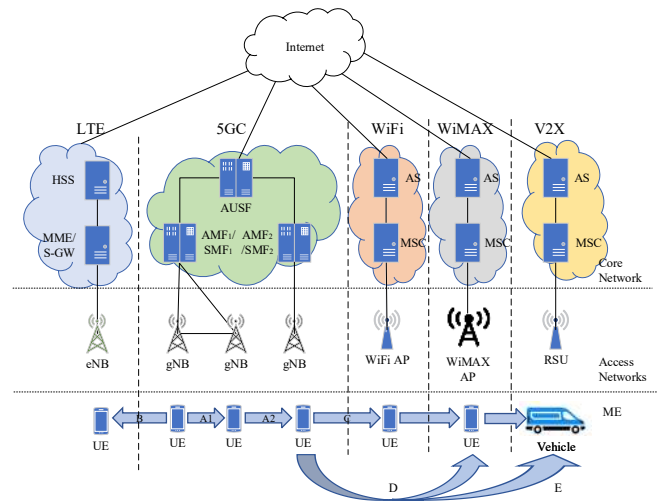 Internet
LTE
5GC
WiFi
WiMAX
V2X
HSS
AUSF
AS
AS
AS
MME/
S-GW
AMF₁/
SMF₁
AMF₂
/SMF₂
MSC
MSC
MSC
Core
Network
eNB
gNB
gNB
gNB
WiFi AP
WiMAX
AP
RSU
Access
Networks
B
A1
A2
C
ME
UE
UE
UE
UE
UE
UE
Vehicle
D
E